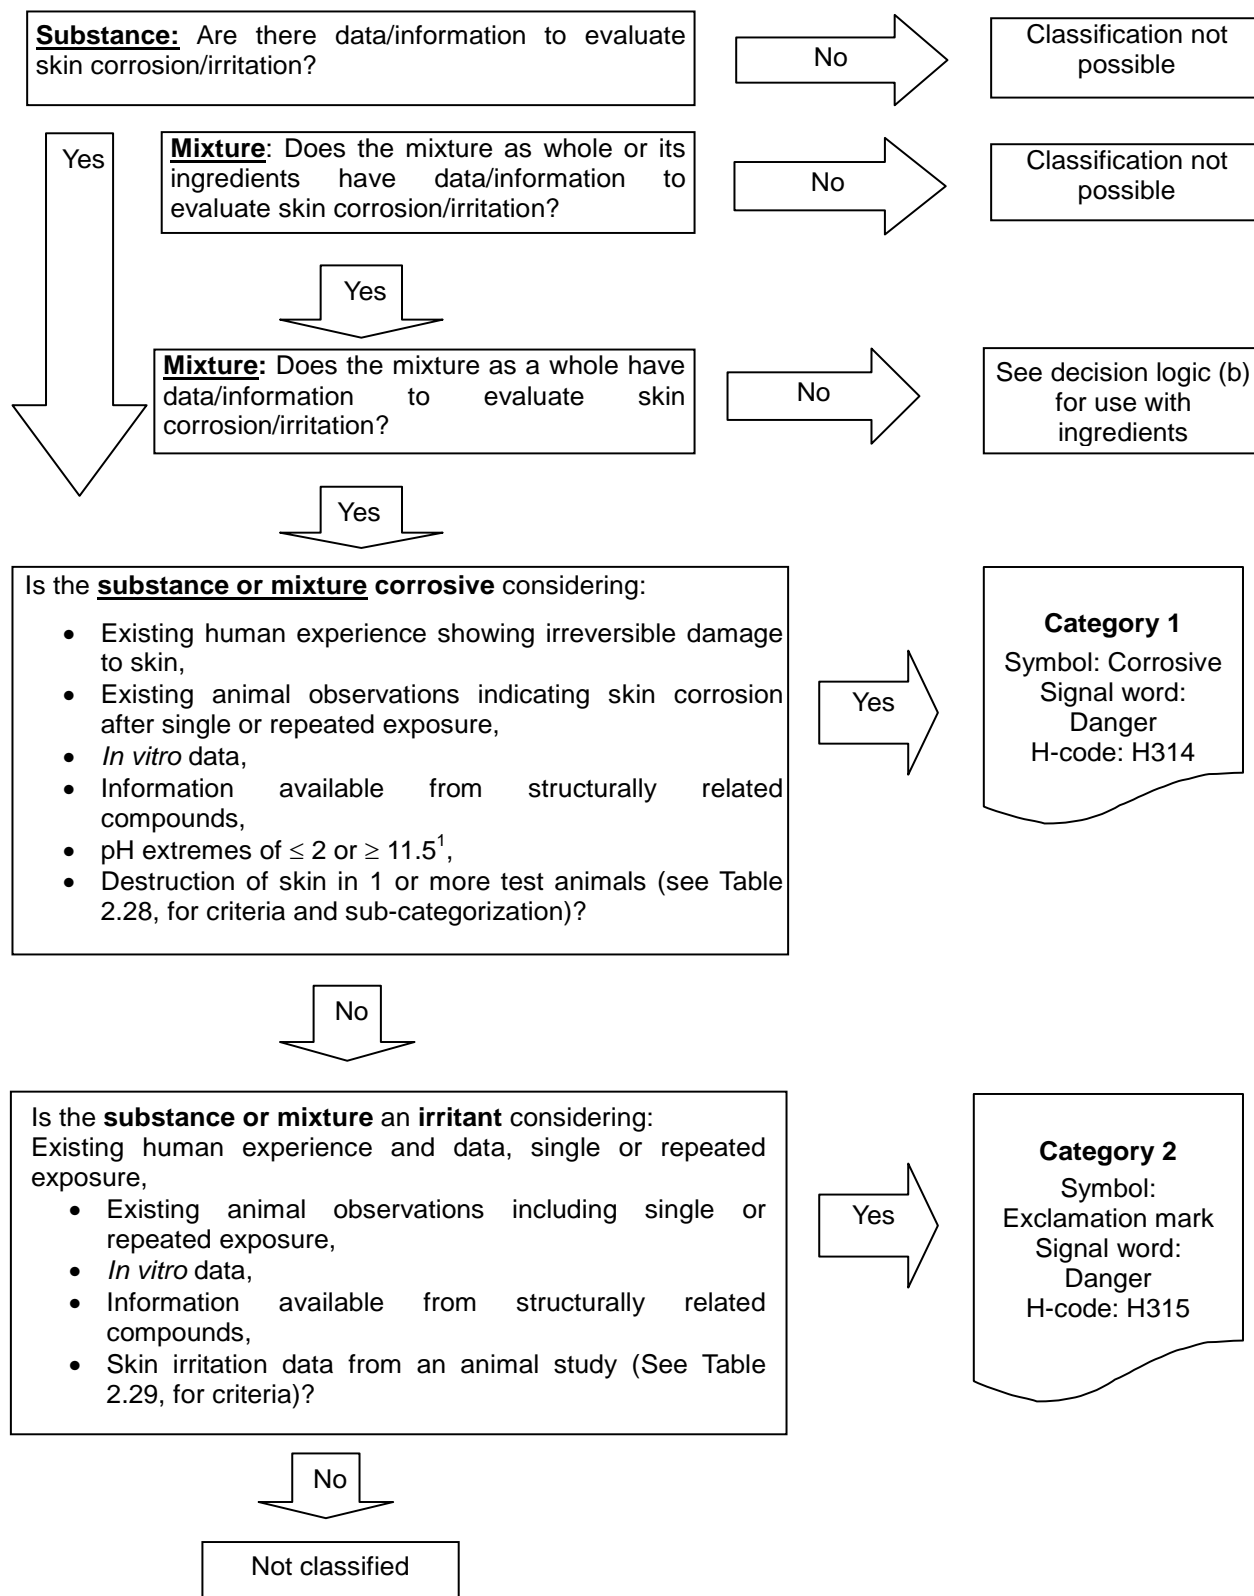 Substance: Are there data/information to evaluate
skin corrosion/irritation?
No
Classification not
possible
Yes
Mixture: Does the mixture as whole or its
ingredients have data/information to
evaluate skin corrosion/irritation?
No
Classification not
possible
Yes
Mixture: Does the mixture as a whole have
data/information to evaluate skin
corrosion/irritation?
No
See decision logic (b)
for use with
ingredients
Yes
Is the substance or mixture corrosive considering:
• Existing human experience showing irreversible damage
to skin,
• Existing animal observations indicating skin corrosion
after single or repeated exposure,
• In vitro data,
• Information available from structurally related
compounds,
• pH extremes of ≤ 2 or ≥ 11.5¹,
• Destruction of skin in 1 or more test animals (see Table
2.28, for criteria and sub-categorization)?
Yes
Category 1
Symbol: Corrosive
Signal word:
Danger
H-code: H314
No
Is the substance or mixture an irritant considering:
Existing human experience and data, single or repeated
exposure,
• Existing animal observations including single or
repeated exposure,
• In vitro data,
• Information available from structurally related
compounds,
• Skin irritation data from an animal study (See Table
2.29, for criteria)?
Yes
Category 2
Symbol:
Exclamation mark
Signal word:
Danger
H-code: H315
No
Not classified